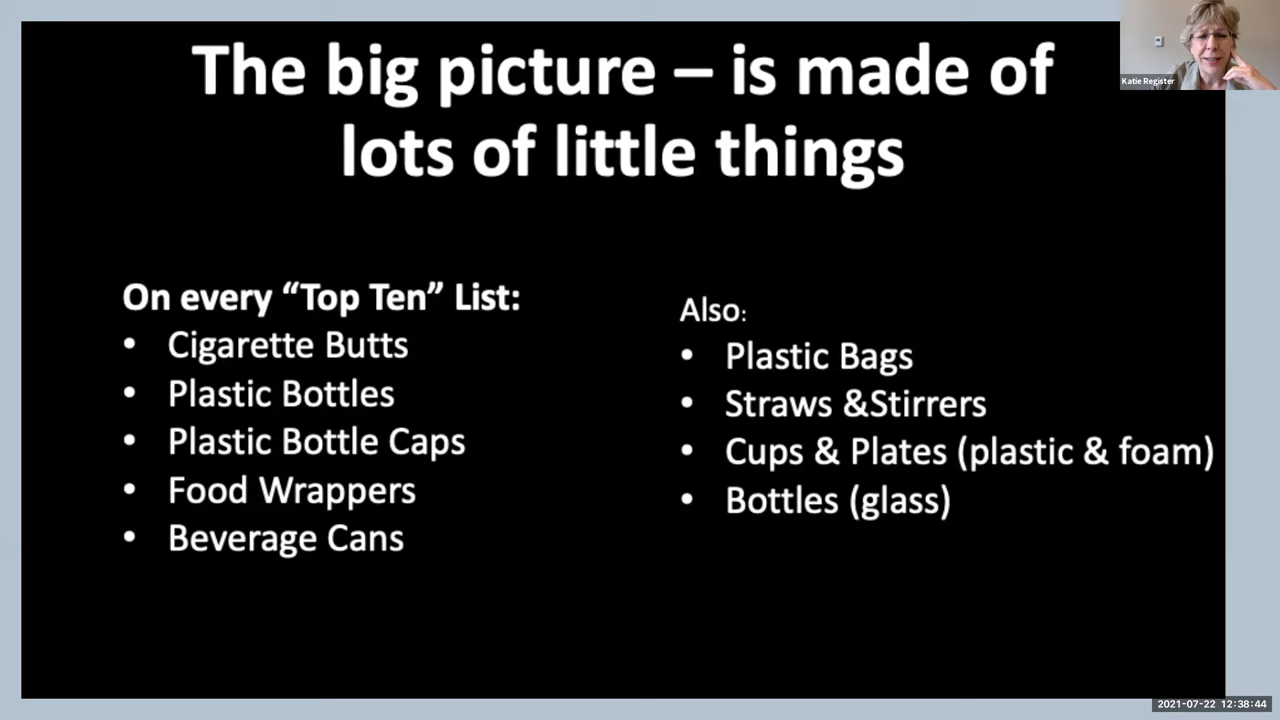 The big picture – is made of
lots of little things
Katie Register
On every “Top Ten” List:
• Cigarette Butts
• Plastic Bottles
• Plastic Bottle Caps
• Food Wrappers
• Beverage Cans
Also:
• Plastic Bags
• Straws &Stirrers
• Cups & Plates (plastic & foam)
• Bottles (glass)
2021-07-22 12:38:44